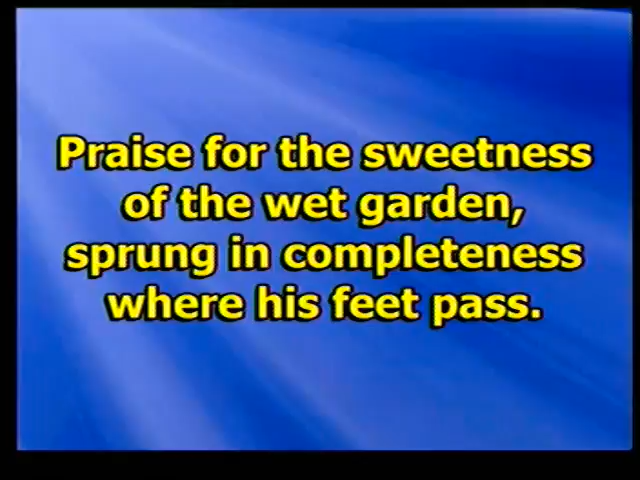 Praise for the sweetness
of the wet garden,
sprung in completeness
where his feet pass.